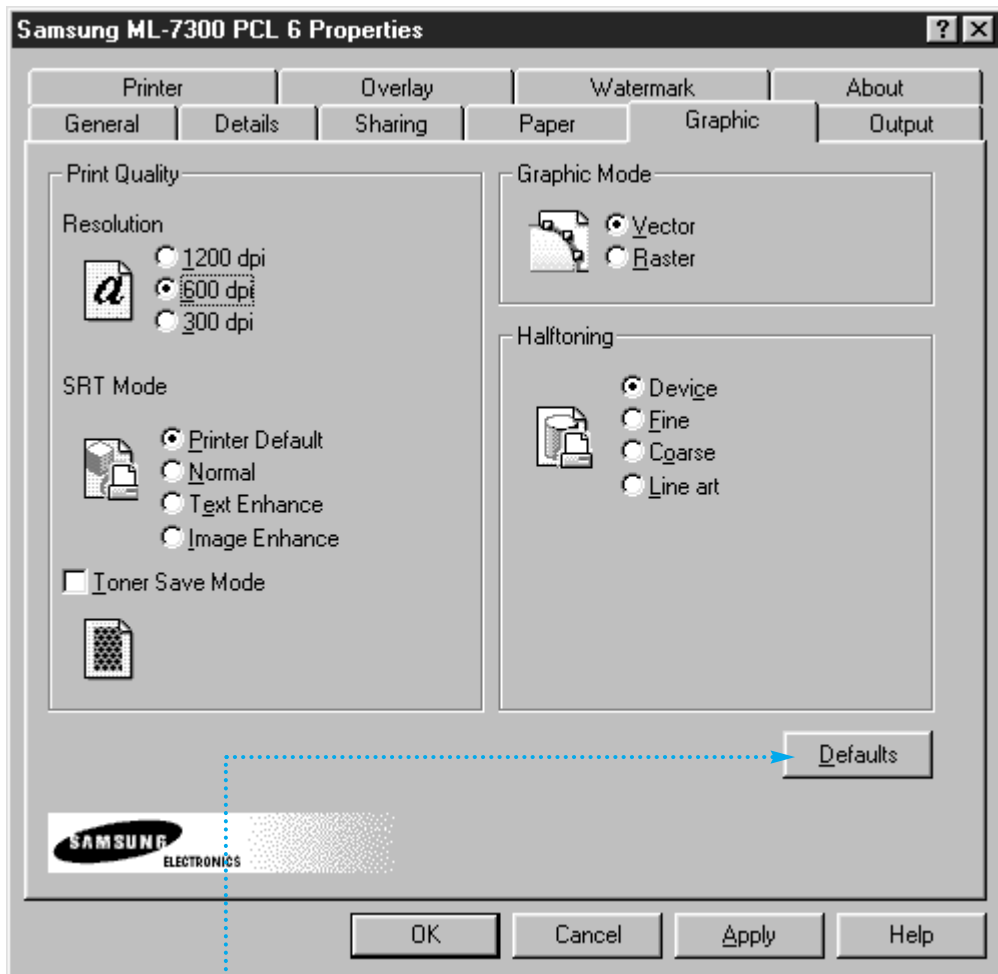 Samsung ML-7300 PCL 6 Properties
Printer Overlay Watermark About
General Details Sharing Paper Graphic Output
Print Quality
Resolution
1200 dpi
a
600 dpi
300 dpi
SRT Mode
Printer Default
Normal
Text Enhance
Image Enhance
Toner Save Mode
Graphic Mode
Vector
Raster
Halftoning
Device
Fine
Coarse
Line art
Defaults
SAMSUNG
ELECTRONICS
OK Cancel Apply Help